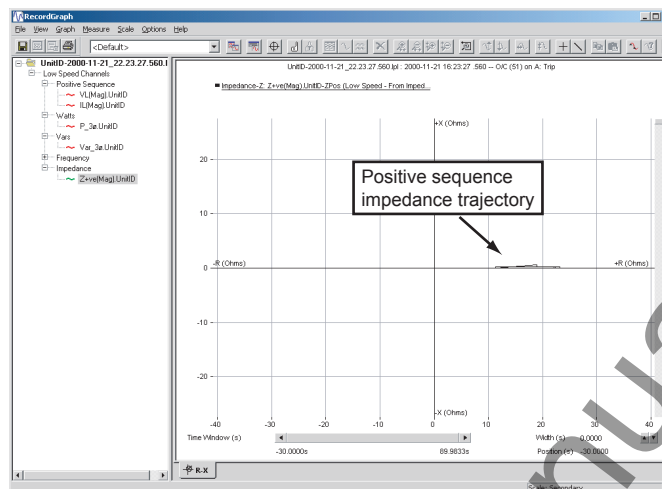 RecordGraph
File View Graph Measure Scale Options Help
<Default>
UnitID-2000-11-21_22.23.27.560.l
Low Speed Channels
Positive Sequence
VL(Mag).UnitID
IL(Mag).UnitID
Watts
P_3ø.UnitID
Vars
Var_3ø.UnitID
Frequency
Impedance
Z+ve(Mag).UnitID
UnitID-2000-11-21_22.23.27.560.lpl : 2000-11-21 16:23:27 .560 -- O/C (51) on A: Trip
Impedance-Z: Z+ve(Mag).UnitID-ZPos (Low Speed - From Imped...
+X (Ohms)
20
Positive sequence
impedance trajectory
10
-R (Ohms)
+R (Ohms)
0
-10
-20
-X (Ohms)
-40 -30 -20 -10 0 10 20 30 40
Time Window (s)
Width (s) 0.0000
-30.0000s 89.9833s Position (s) -30.0000
R-X
Scale: Secondary